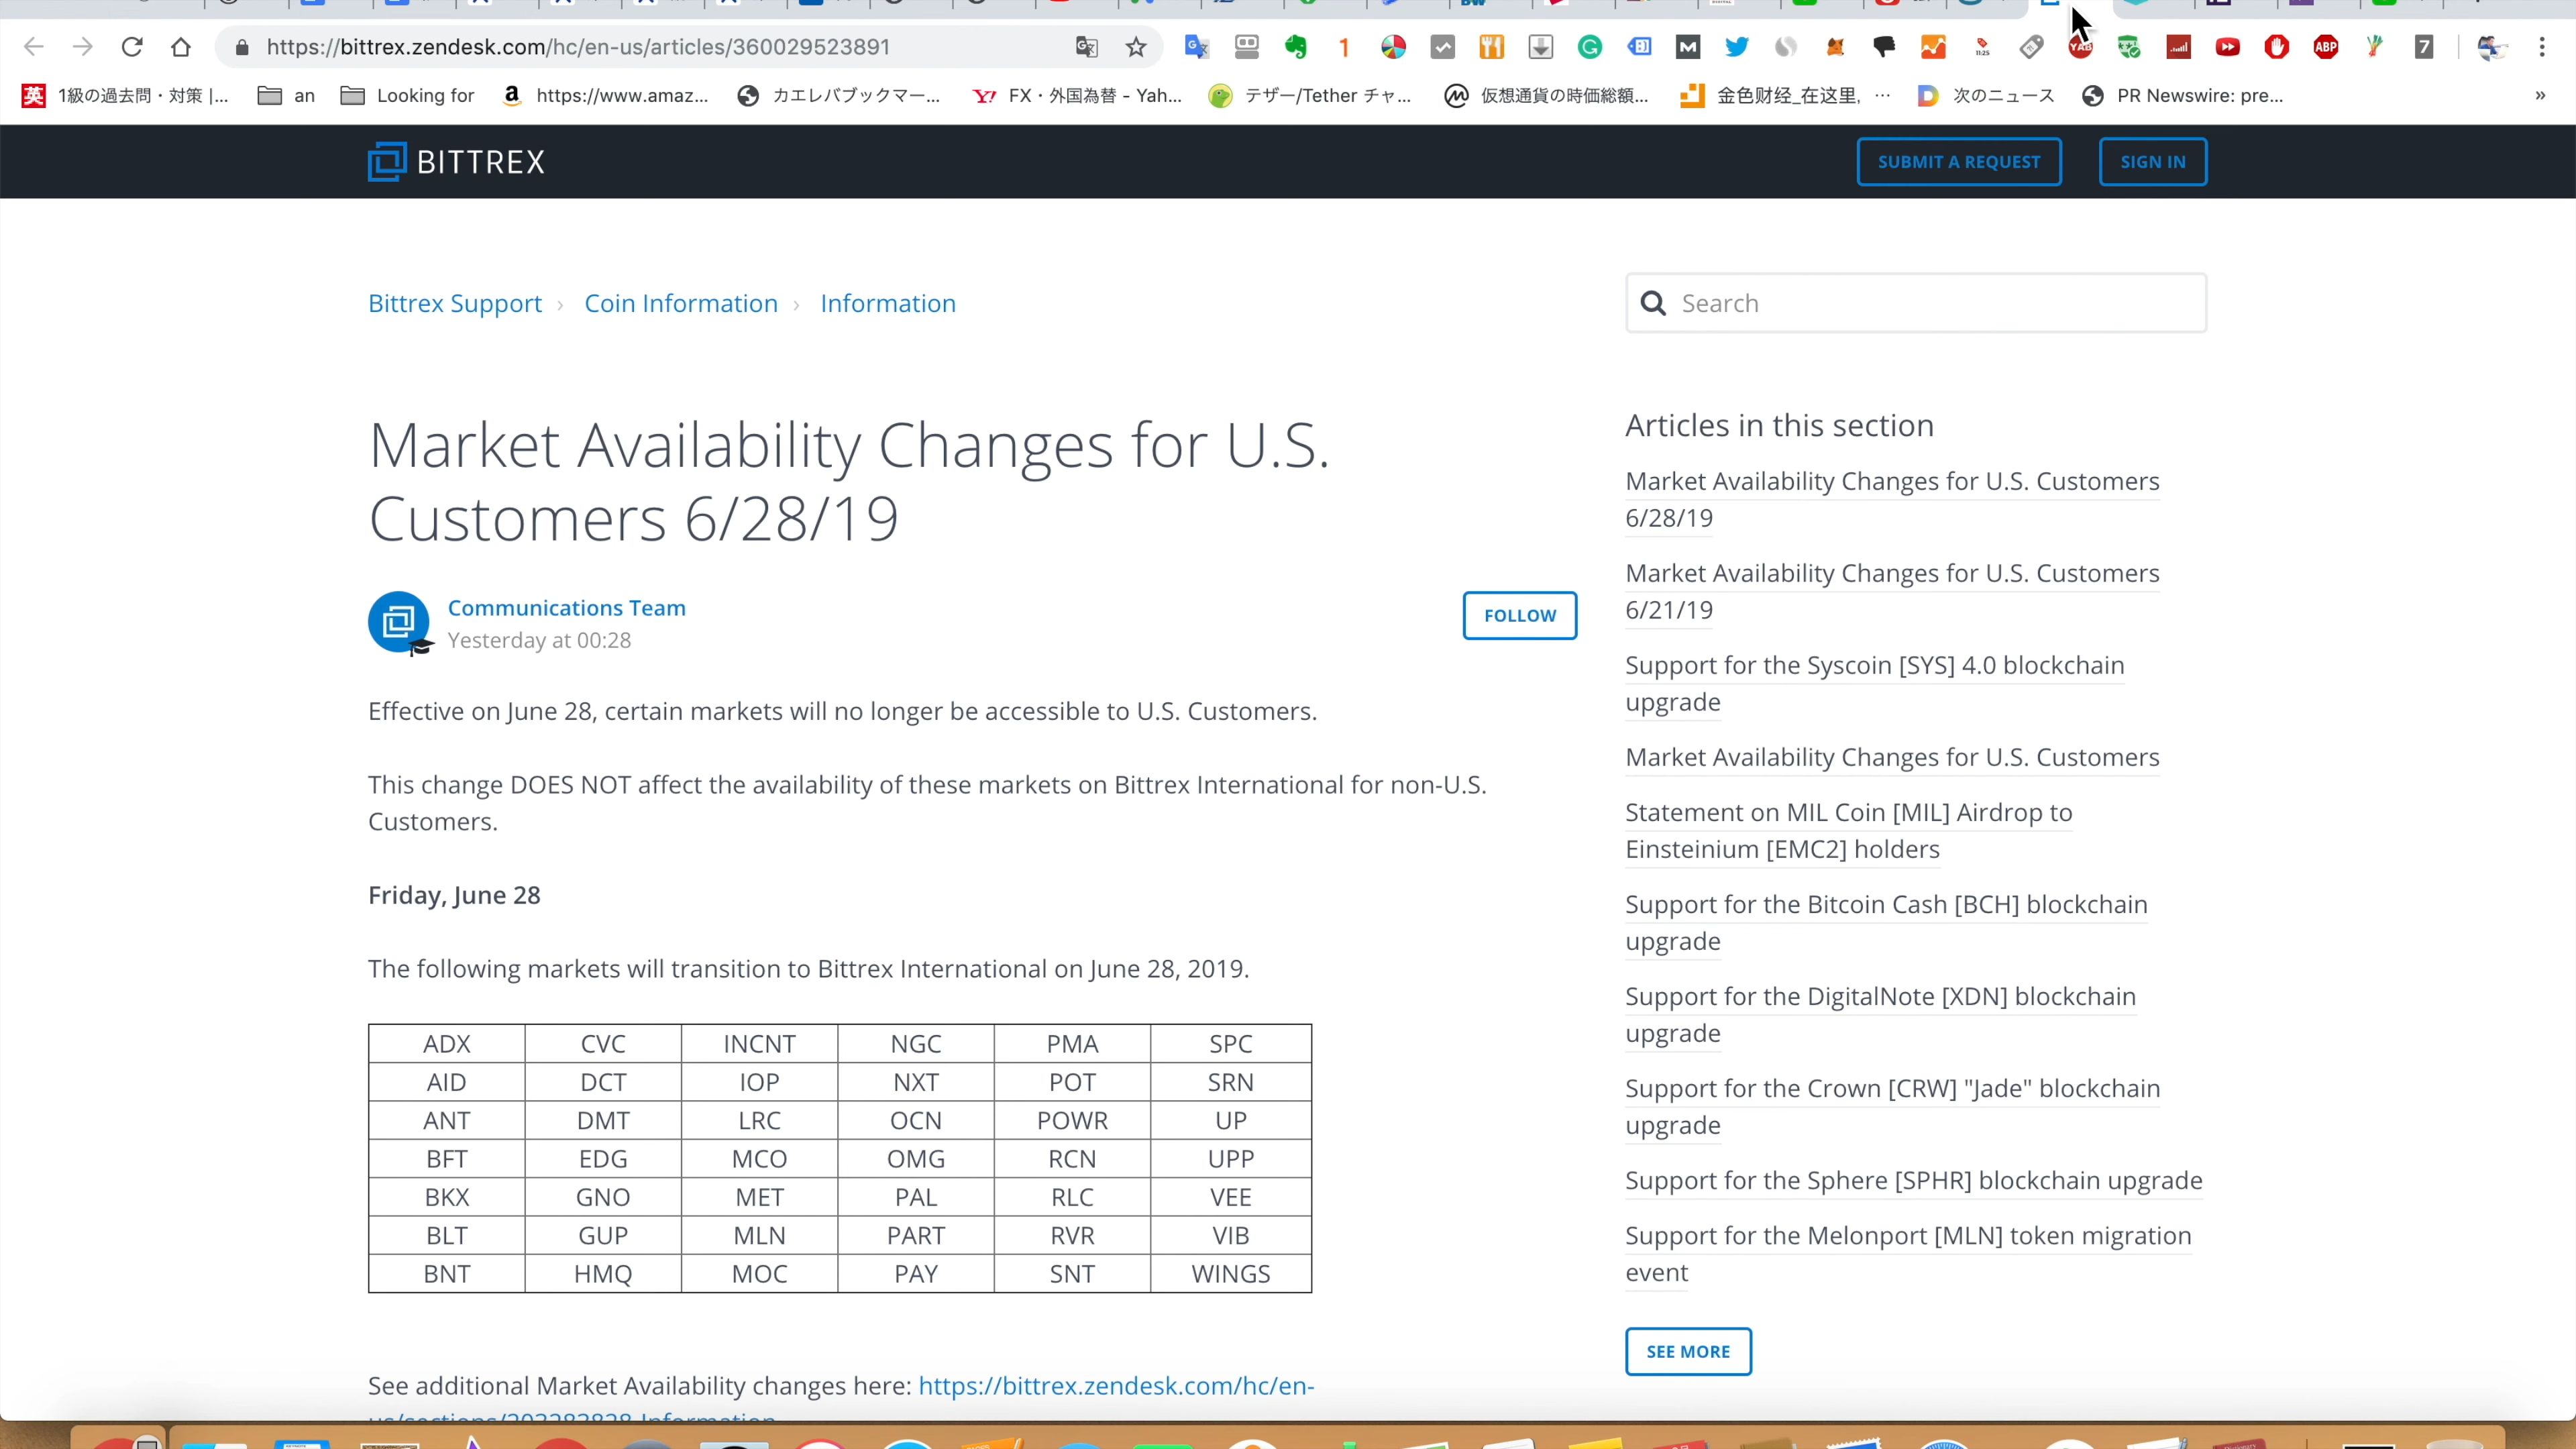 https://bittrex.zendesk.com/hc/en-us/articles/360029523891
1
M
11:25
YAB
ABP
7
英 1級の過去問・対策 |... an Looking for https://www.amaz... カエレバブックマー... Y! FX・外国為替 - Yah... テザー/Tether チャ... 仮想通貨の時価総額... 金色财经_在这里, ... 次のニュース PR Newswire: pre... »
BITTREX
SUBMIT A REQUEST SIGN IN
Bittrex Support › Coin Information › Information
Search
Market Availability Changes for U.S.
Customers 6/28/19
Communications Team
Yesterday at 00:28
FOLLOW
Effective on June 28, certain markets will no longer be accessible to U.S. Customers.
This change DOES NOT affect the availability of these markets on Bittrex International for non-U.S.
Customers.
Friday, June 28
The following markets will transition to Bittrex International on June 28, 2019.
ADX CVC INCNT NGC PMA SPC
AID DCT IOP NXT POT SRN
ANT DMT LRC OCN POWR UP
BFT EDG MCO OMG RCN UPP
BKX GNO MET PAL RLC VEE
BLT GUP MLN PART RVR VIB
BNT HMQ MOC PAY SNT WINGS
See additional Market Availability changes here: https://bittrex.zendesk.com/hc/en-
us/sections/203283828-Information
Articles in this section
Market Availability Changes for U.S. Customers
6/28/19
Market Availability Changes for U.S. Customers
6/21/19
Support for the Syscoin [SYS] 4.0 blockchain
upgrade
Market Availability Changes for U.S. Customers
Statement on MIL Coin [MIL] Airdrop to
Einsteinium [EMC2] holders
Support for the Bitcoin Cash [BCH] blockchain
upgrade
Support for the DigitalNote [XDN] blockchain
upgrade
Support for the Crown [CRW] "Jade" blockchain
upgrade
Support for the Sphere [SPHR] blockchain upgrade
Support for the Melonport [MLN] token migration
event
SEE MORE